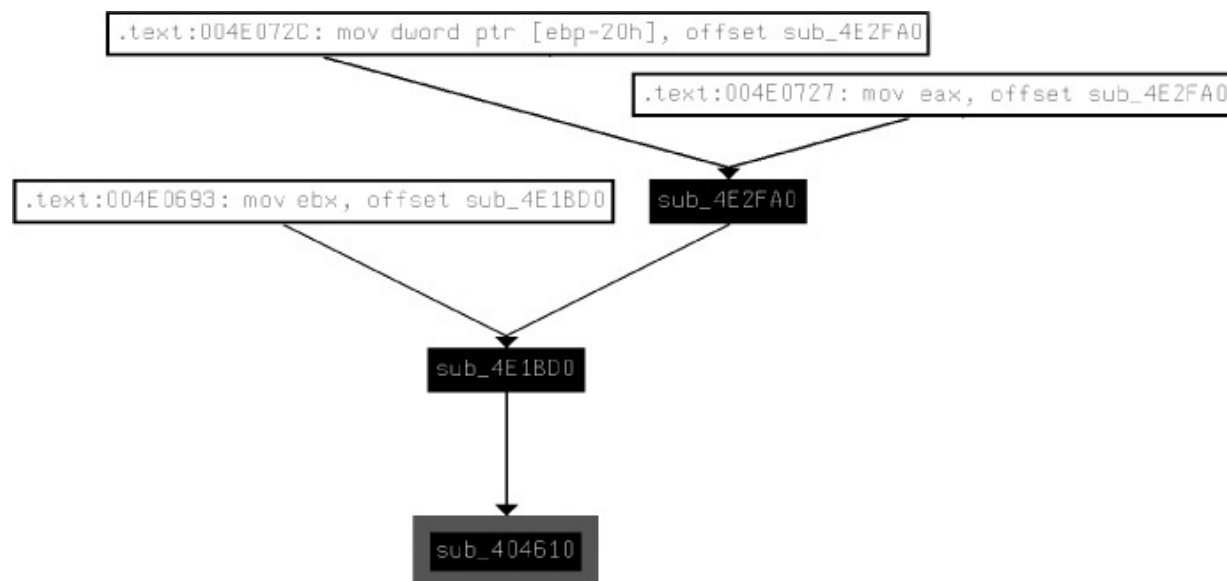 .text:004E072C: mov dword ptr [ebp-20h], offset sub_4E2FA0
.text:004E0727: mov eax, offset sub_4E2FA0
.text:004E0693: mov ebx, offset sub_4E1BD0
sub_4E2FA0
sub_4E1BD0
sub_404610